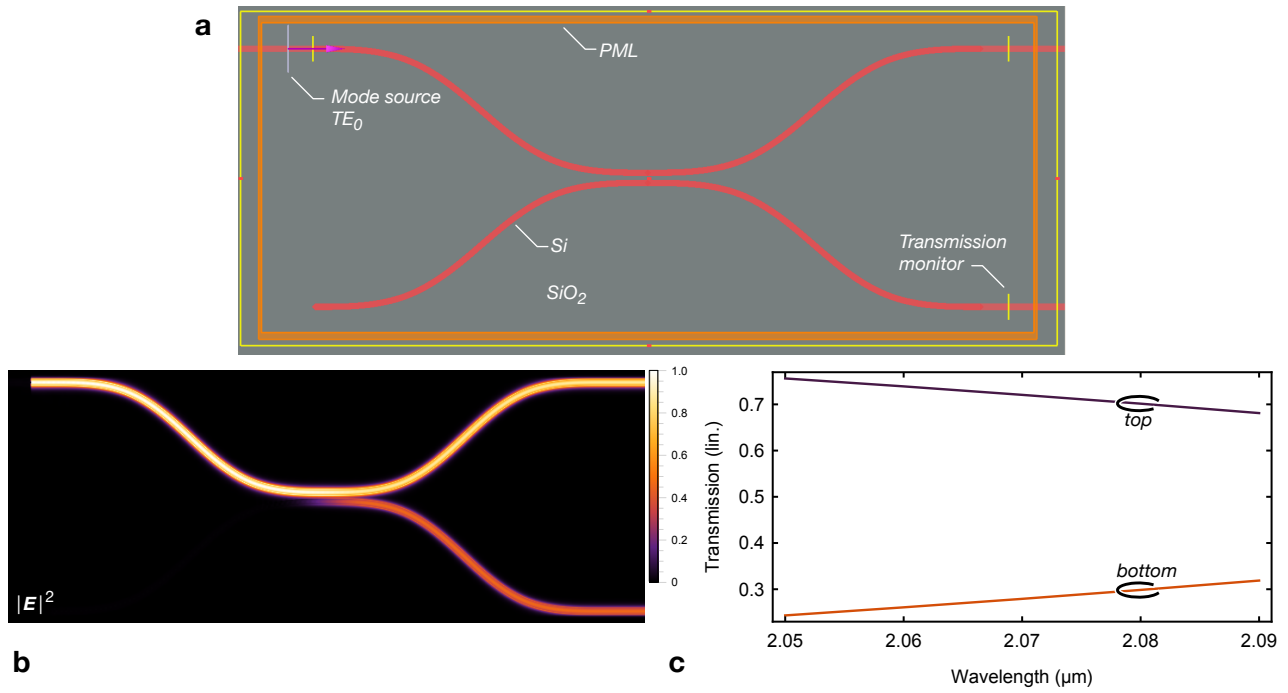 a
PML
Mode source
TE0
Si
SiO2
Transmission
monitor
1.0
0.8
0.6
0.4
0.2
0
|E|2
b
Transmission (lin.)
0.7
0.6
0.5
0.4
0.3
top
bottom
2.05
2.06
2.07
2.08
2.09
Wavelength (μm)
c